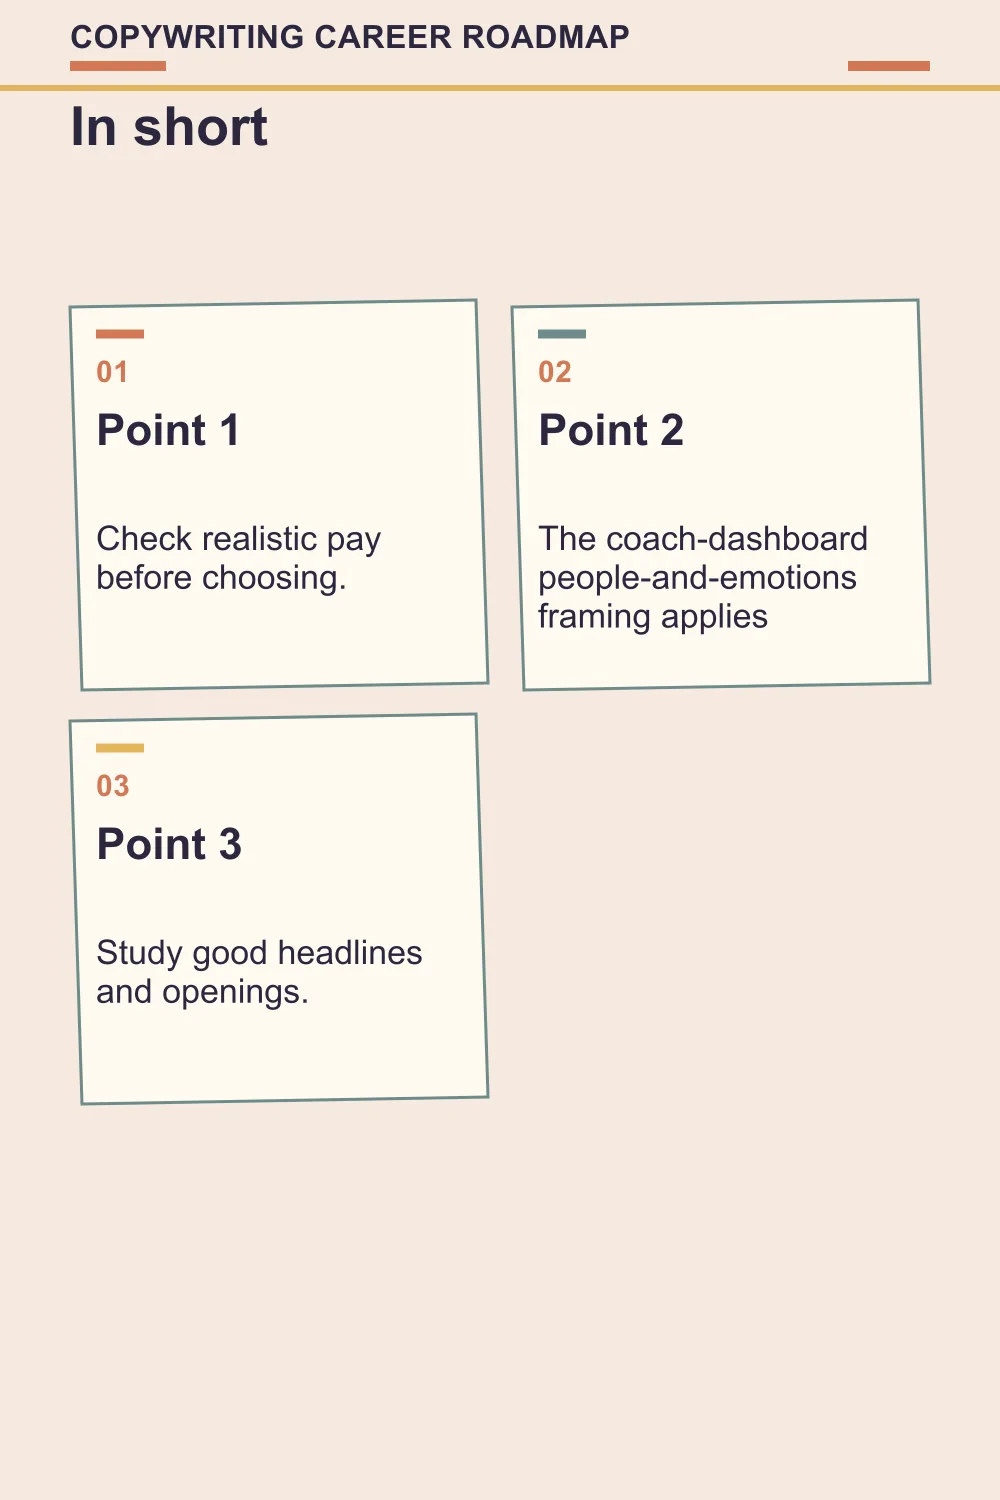 COPYWRITING CAREER ROADMAP
In short
01
Point 1
Check realistic pay
before choosing.
02
Point 2
The coach-dashboard
people-and-emotions
framing applies
03
Point 3
Study good headlines
and openings.